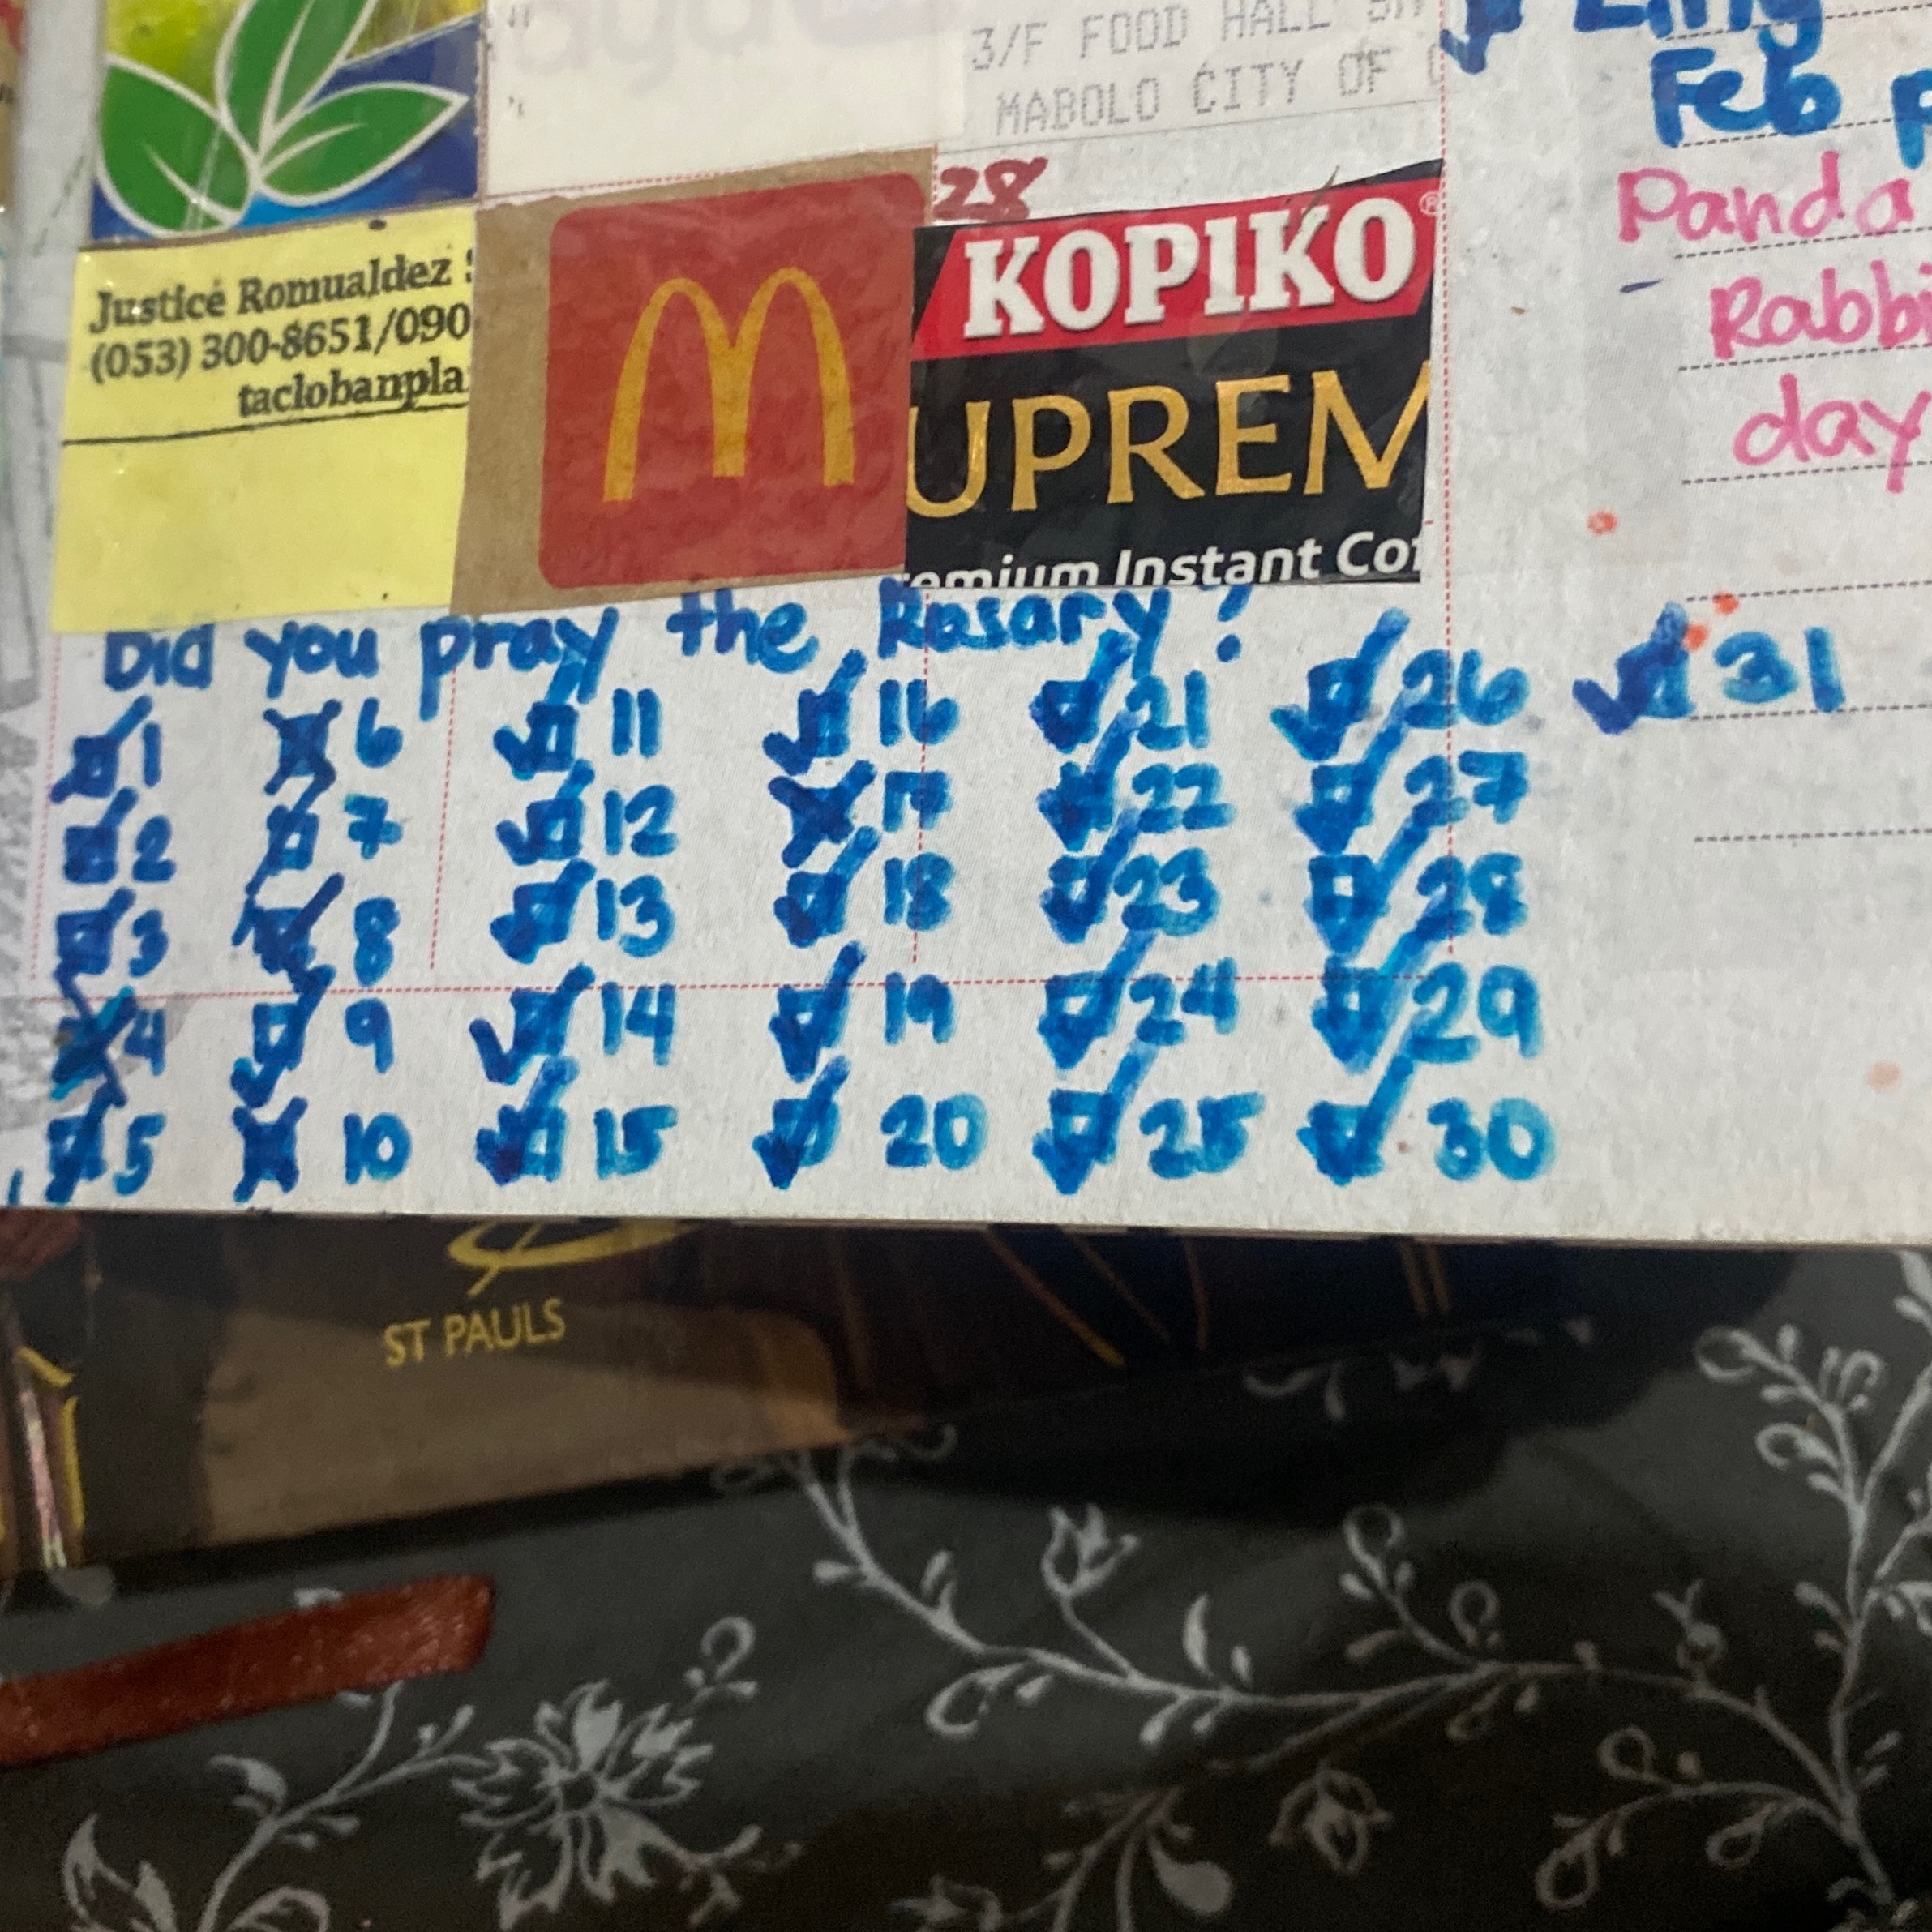 3/F FOOD HALL
MABOLO CITY OF
Feb
Panda
28
KOPIKO®
Justice Romualdez
(053) 300-8651/090
taclobanpla
UPREM
emium Instant Cof
day
Did you pray the Rosary?
1 6 11 16 21 26 31
2 7 12 17 22 27
3 8 13 18 23 28
4 9 14 19 24 29
5 10 15 20 25 30
ST PAULS